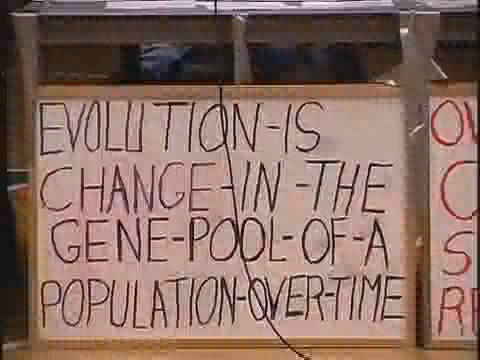 EVOLUTION-IS
CHANGE-IN-THE
GENE-POOL-OF-A
POPULATION-OVER-TIME